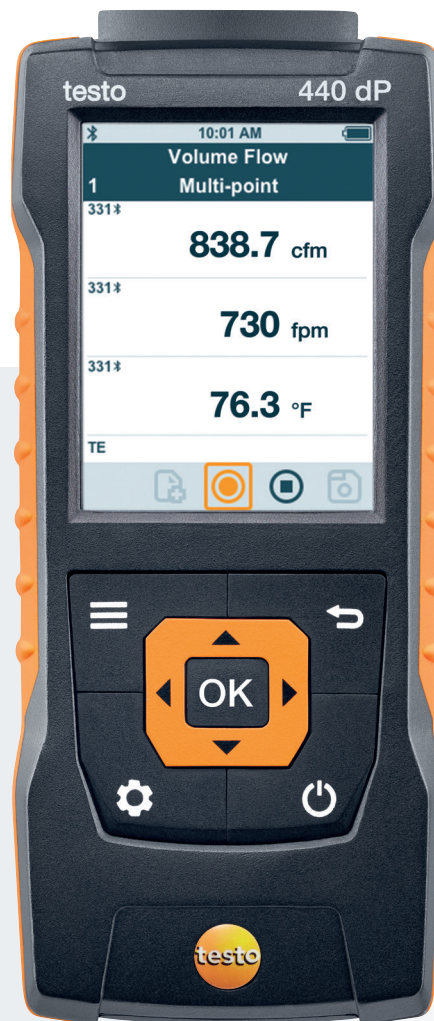 testo 440 dP
10:01 AM
Volume Flow
1 Multi-point
331
838.7 cfm
331
730 fpm
331
76.3 °F
TE
OK
testo